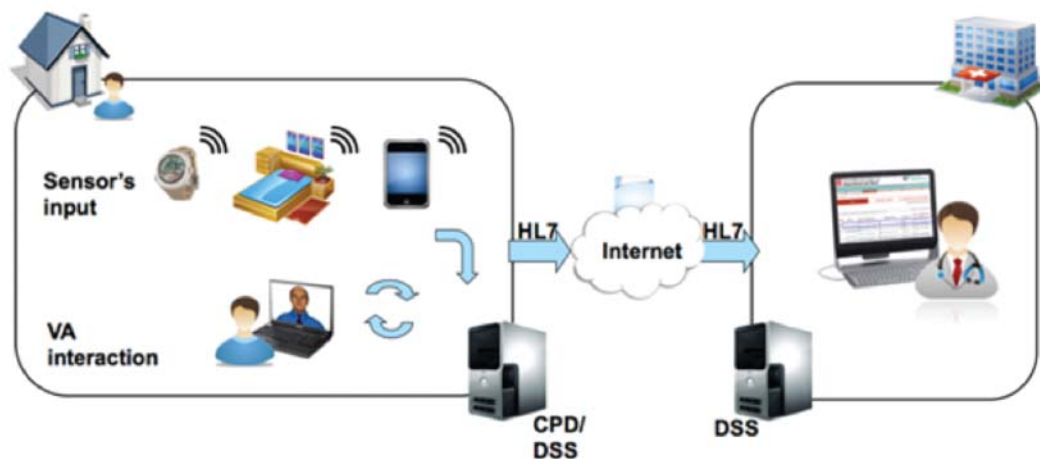 Sensor's
input
HL7
Internet
HL7
VA
interaction
CPD/
DSS
DSS